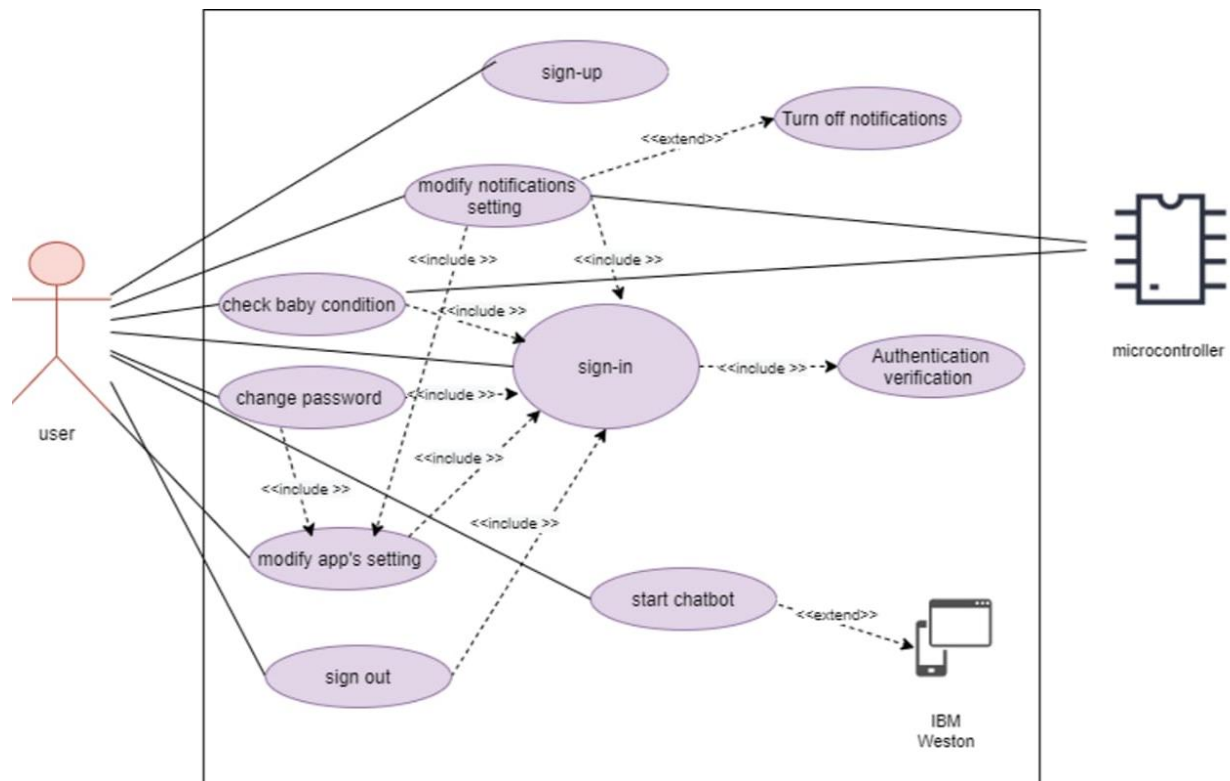 sign-up
Turn off notifications
<<extend>>
modify notifications
setting
<<include >>
<<include >>
check baby condition
<<include >>
microcontroller
sign-in
Authentication
verification
<<include >>
change password
<<include >>
user
<<include >>
<<include >>
<<include >>
modify app's setting
start chatbot
<<extend>>
sign out
IBM
Weston